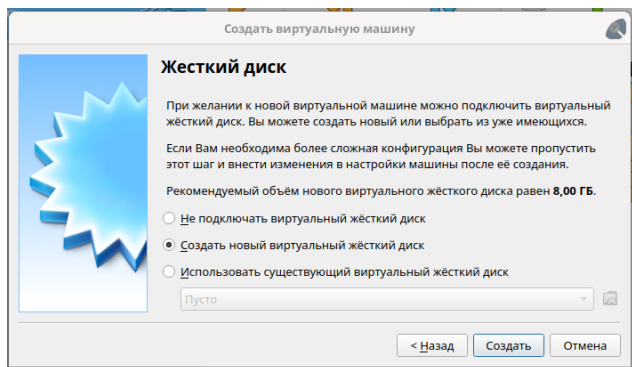 Создать виртуальную машину
Жесткий диск
При желании к новой виртуальной машине можно подключить виртуальный
жёсткий диск. Вы можете создать новый или выбрать из уже имеющихся.
Если Вам необходима более сложная конфигурация Вы можете пропустить
этот шаг и внести изменения в настройки машины после её создания.
Рекомендуемый объём нового виртуального жёсткого диска равен 8,00 ГБ.
Не подключать виртуальный жёсткий диск
Создать новый виртуальный жёсткий диск
Использовать существующий виртуальный жёсткий диск
Пусто
< Назад Создать Отмена